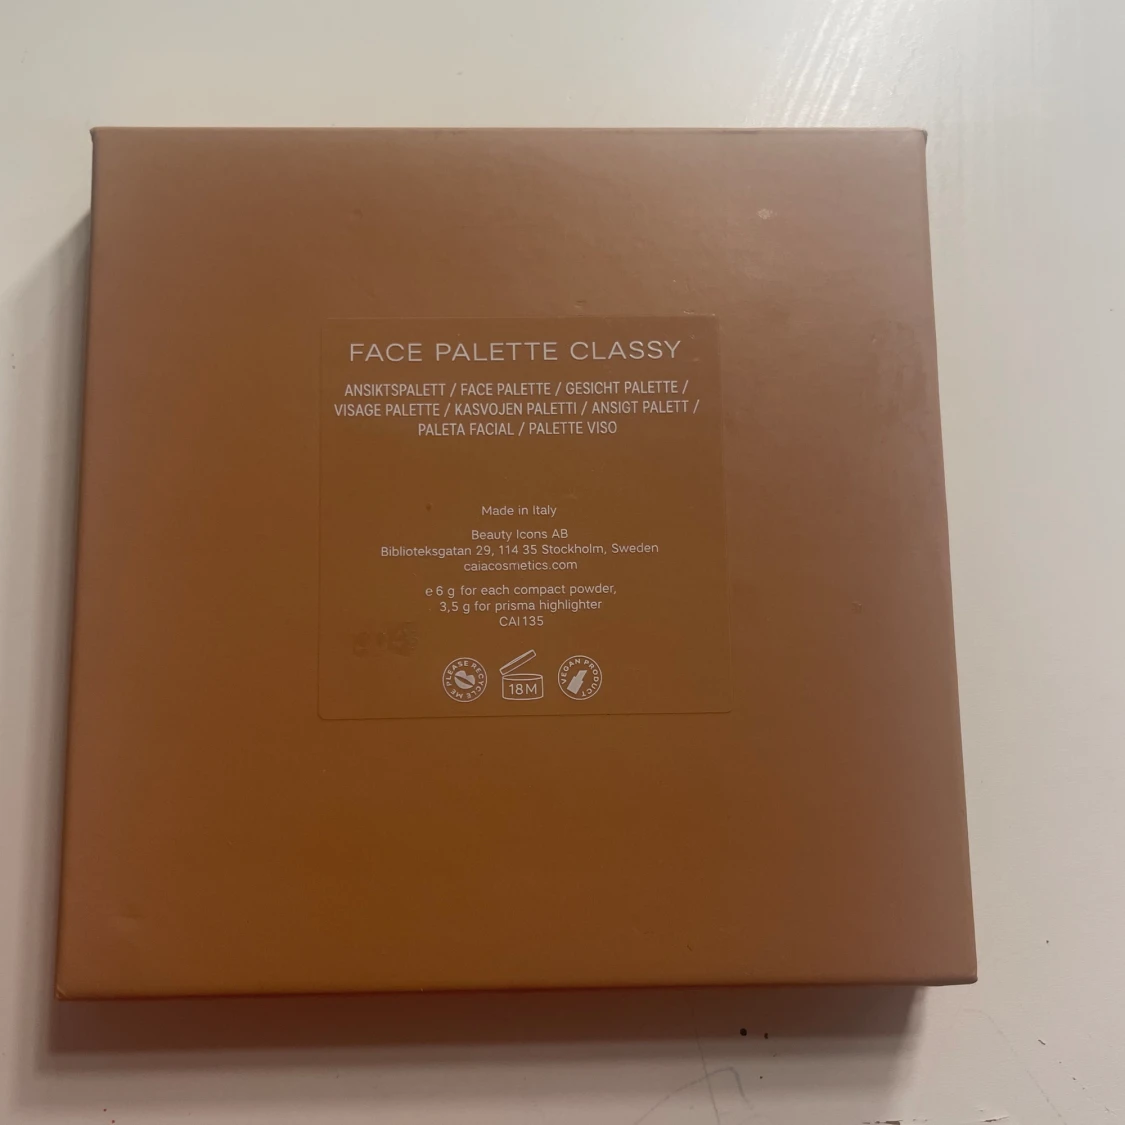 FACE PALETTE CLASSY
ANSIKTSPALETT / FACE PALETTE / GESICHT PALETTE /
VISAGE PALETTE / KASVOJEN PALETTI / ANSIGT PALETT /
PALETA FACIAL / PALETTE VISO
Made in Italy
Beauty Icons AB
Biblioteksgatan 29, 114 35 Stockholm, Sweden
caiacosmetics.com
e 6 g for each compact powder,
3,5 g for prisma highlighter
CAI135
PLEASE RECYCLE ME
18M
VEGAN PRODUCT